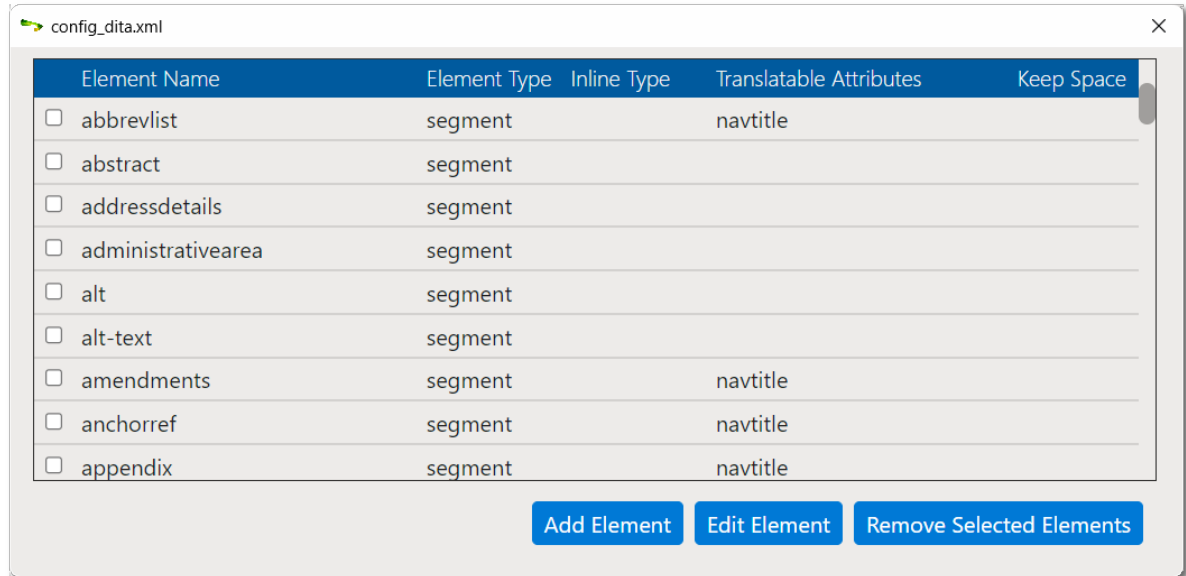 config_dita.xml
Element Name Element Type Inline Type Translatable Attributes Keep Space
abbrevlist segment navtitle
abstract segment
addressdetails segment
administrativearea segment
alt segment
alt-text segment
amendments segment navtitle
anchorref segment navtitle
appendix segment navtitle
Add Element Edit Element Remove Selected Elements